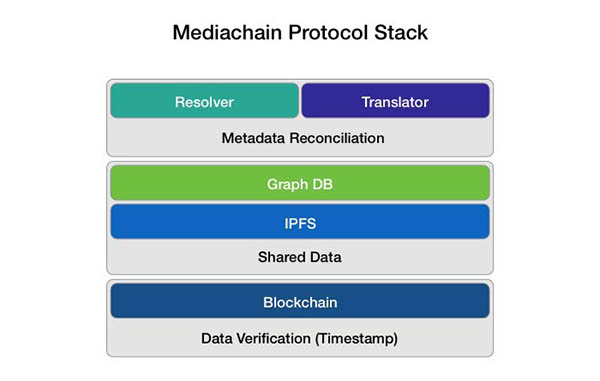 Mediachain Protocol Stack
Resolver
Translator
Metadata Reconciliation
Graph DB
IPFS
Shared Data
Blockchain
Data Verification (Timestamp)